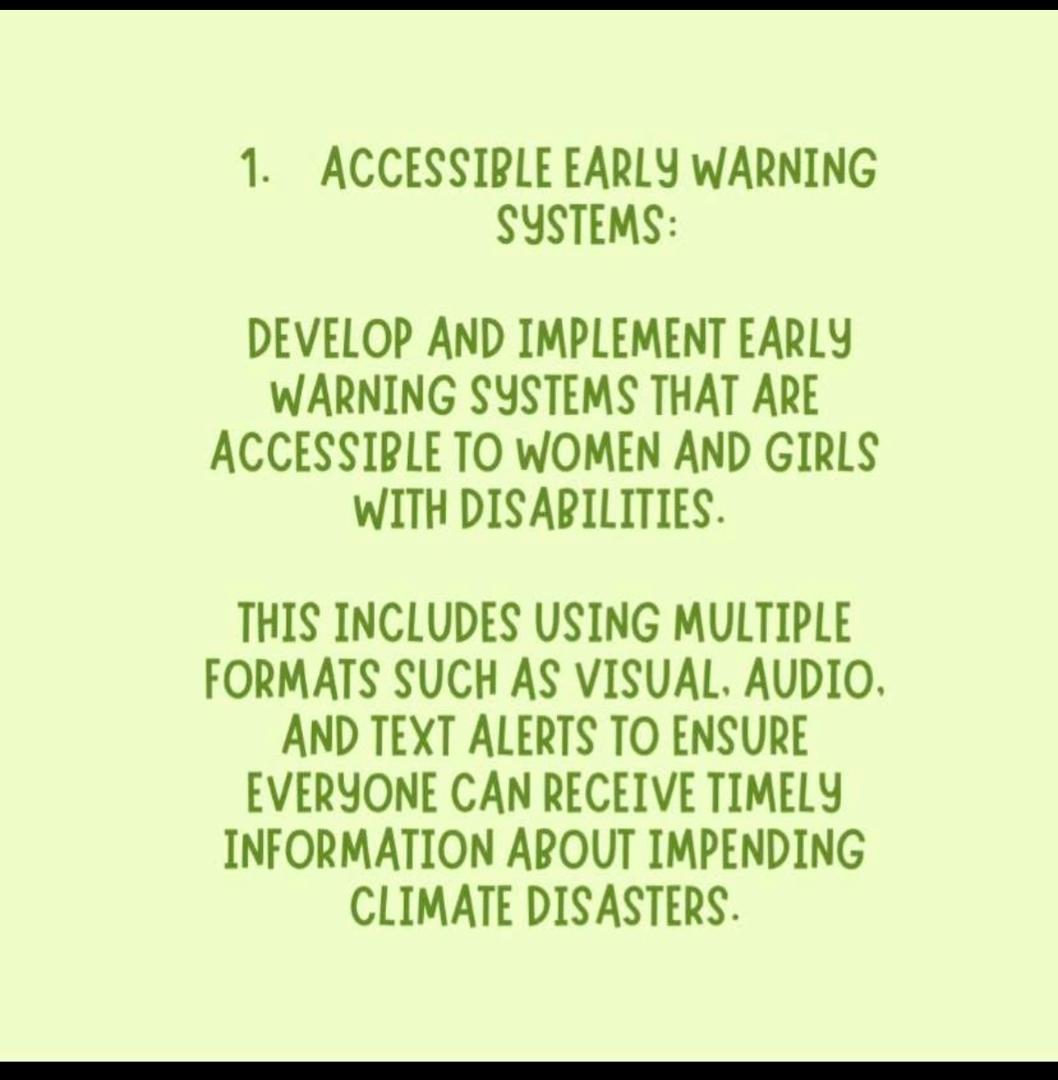 1. ACCESSIBLE EARLY WARNING
SYSTEMS:
DEVELOP AND IMPLEMENT EARLY
WARNING SYSTEMS THAT ARE
ACCESSIBLE TO WOMEN AND GIRLS
WITH DISABILITIES.
THIS INCLUDES USING MULTIPLE
FORMATS SUCH AS VISUAL, AUDIO,
AND TEXT ALERTS TO ENSURE
EVERYONE CAN RECEIVE TIMELY
INFORMATION ABOUT IMPENDING
CLIMATE DISASTERS.